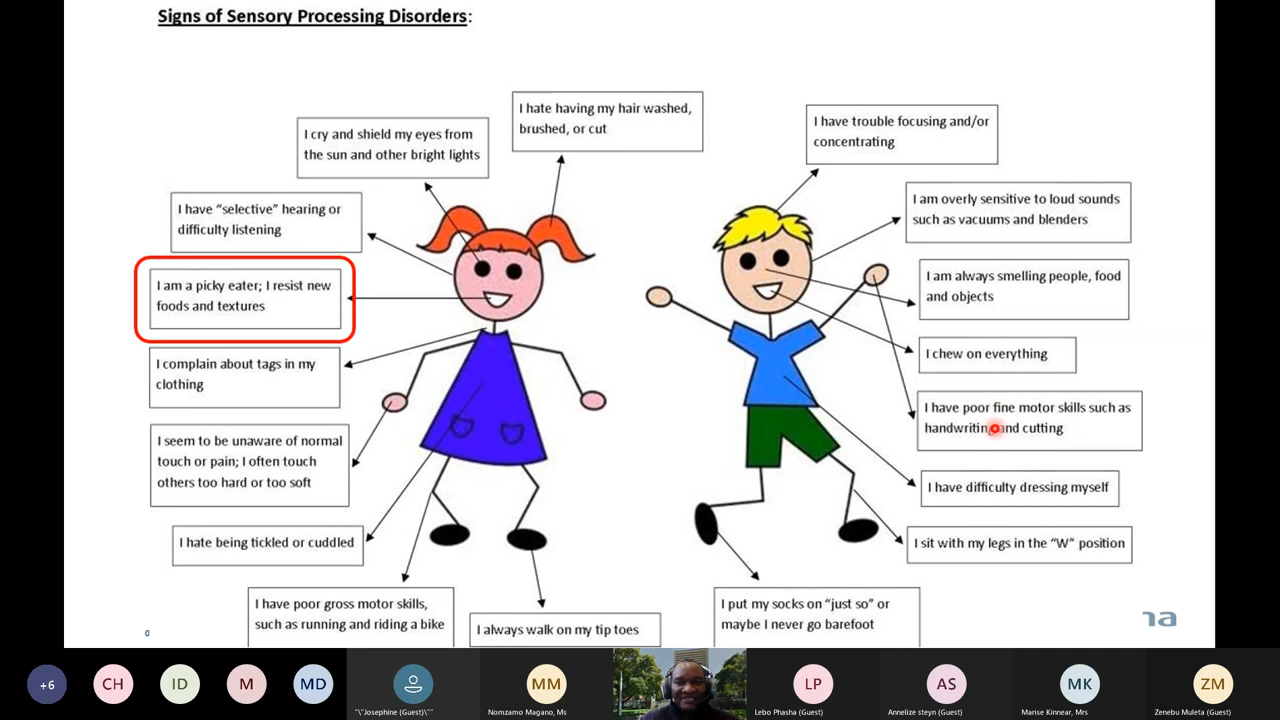 Signs of Sensory Processing Disorders:
I hate having my hair washed,
brushed, or cut
I cry and shield my eyes from
the sun and other bright lights
I have “selective” hearing or
difficulty listening
I am a picky eater; I resist new
foods and textures
I complain about tags in my
clothing
I seem to be unaware of normal
touch or pain; I often touch
others too hard or too soft
I hate being tickled or cuddled
I have poor gross motor skills,
such as running and riding a bike
I always walk on my tip toes
I have trouble focusing and/or
concentrating
I am overly sensitive to loud sounds
such as vacuums and blenders
I am always smelling people, food
and objects
I chew on everything
I have poor fine motor skills such as
handwriting and cutting
I have difficulty dressing myself
I sit with my legs in the “W” position
I put my socks on “just so” or
maybe I never go barefoot
0
na
+6
CH
ID
M
MD
"\"Josephine (Guest)\""
MM
Nomzamo Magano, Ms
LP
Lebo Phasha (Guest)
AS
Annelize steyn (Guest)
MK
Marise Kinnear, Mrs
ZM
Zenebu Muleta (Guest)